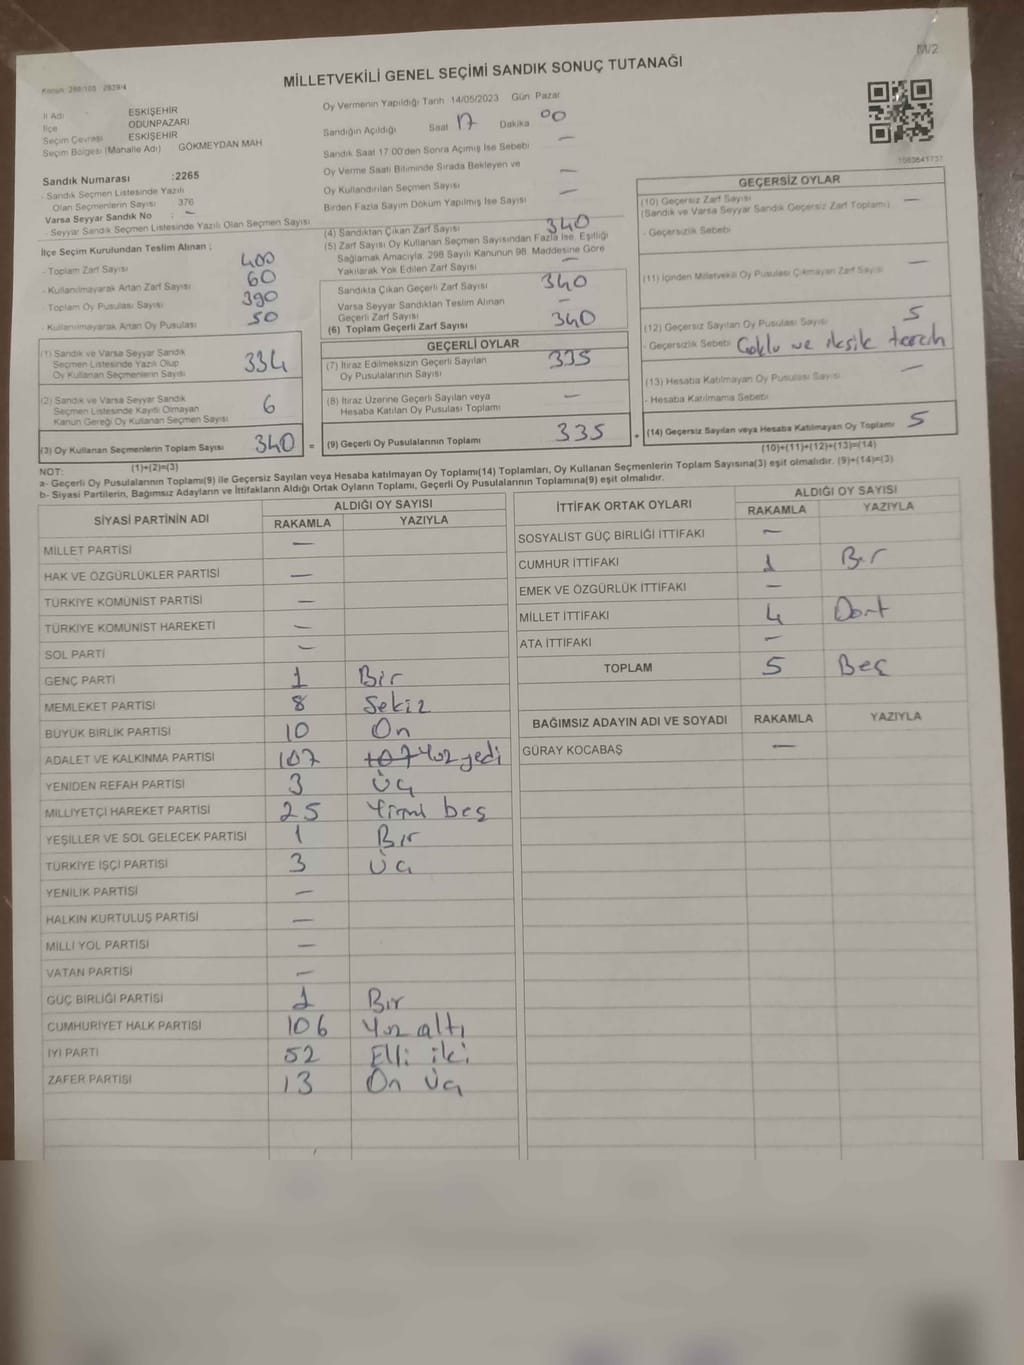 M/2
MİLLETVEKİLİ GENEL SEÇİMİ SANDIK SONUÇ TUTANAĞI
İl Adı : ESKİŞEHİR
İlçe : ODUNPAZARI
Seçim Çevresi : ESKİŞEHİR
Seçim Bölgesi (Mahalle Adı) : GÖKMEYDAN MAH
Sandık Numarası :2265
- Sandık Seçmen Listesinde Yazılı
Olan Seçmenlerin Sayısı : 376
Varsa Seyyar Sandık No : –
- Seyyar Sandık Seçmen Listesinde Yazılı Olan Seçmen Sayısı
Oy Vermenin Yapıldığı Tarih 14/05/2023 Gün Pazar
Sandığın Açıldığı Saat 17 Dakika 00
Sandık Saat 17:00'den Sonra Açımış İse Sebebi –
Oy Verme Saati Bitiminde Sırada Bekleyen ve
Oy Kullandırılan Seçmen Sayısı –
Birden Fazla Sayım Döküm Yapılmış İse Sayısı –
İlçe Seçim Kurulundan Teslim Alınan ;
- Toplam Zarf Sayısı 400
- Kullanılmayarak Artan Zarf Sayısı 60
- Toplam Oy Pusulası Sayısı 390
- Kullanılmayarak Artan Oy Pusulası 50
(1) Sandık ve Varsa Seyyar Sandık
Seçmen Listesinde Yazılı Olup
Oy Kullanan Seçmenlerin Sayısı 334
(2) Sandık ve Varsa Seyyar Sandık
Seçmen Listesinde Kayıtlı Olmayan
Kanun Gereği Oy Kullanan Seçmen Sayısı 6
(3) Oy Kullanan Seçmenlerin Toplam Sayısı 340 =
(1)+(2)=(3)
(4) Sandıktan Çıkan Zarf Sayısı 340
(5) Zarf Sayısı Oy Kullanan Seçmen Sayısından Fazla İse, Eşitliği
Sağlamak Amacıyla, 298 Sayılı Kanunun 98. Maddesine Göre
Yakılarak Yok Edilen Zarf Sayısı –
Sandıkta Çıkan Geçerli Zarf Sayısı 340
Varsa Seyyar Sandıktan Teslim Alınan
Geçerli Zarf Sayısı –
(6) Toplam Geçerli Zarf Sayısı 340
GEÇERLİ OYLAR
(7) İtiraz Edilmeksizin Geçerli Sayılan
Oy Pusulalarının Sayısı 335
(8) İtiraz Üzerine Geçerli Sayılan veya
Hesaba Katılan Oy Pusulası Toplamı –
(9) Geçerli Oy Pusulalarının Toplamı 335 +
GEÇERSİZ OYLAR
(10) Geçersiz Zarf Sayısı
(Sandık ve Varsa Seyyar Sandık Geçersiz Zarf Toplamı) –
- Geçersizlik Sebebi
(11) İçinden Milletvekili Oy Pusulası Çıkmayan Zarf Sayısı –
(12) Geçersiz Sayılan Oy Pusulası Sayısı 5
- Geçersizlik Sebebi Çoklu ve
(13) Hesaba Katılmayan Oy Pusulası Sayısı –
- Hesaba Katılmama Sebebi
(14) Geçersiz Sayılan veya Hesaba Katılmayan Oy Toplamı 5
(10)+(11)+(12)+(13)=(14)
NOT:
a- Geçerli Oy Pusulalarının Toplamı(9) ile Geçersiz Sayılan veya Hesaba katılmayan Oy Toplamı(14) Toplamları, Oy Kullanan Seçmenlerin Toplam Sayısına(3) eşit olmalıdır. (9)+(14)=(3)
b- Siyasi Partilerin, Bağımsız Adayların ve İttifakların Aldığı Ortak Oyların Toplamı, Geçerli Oy Pusulalarının Toplamına(9) eşit olmalıdır.
SİYASİ PARTİNİN ADI ALDIĞI OY SAYISI
RAKAMLA YAZIYLA
MİLLET PARTİSİ –
HAK VE ÖZGÜRLÜKLER PARTİSİ –
TÜRKİYE KOMÜNİST PARTİSİ –
TÜRKİYE KOMÜNİST HAREKETİ –
SOL PARTİ –
GENÇ PARTİ 1 Bir
MEMLEKET PARTİSİ 8 Sekiz
BÜYÜK BİRLİK PARTİSİ 10 On
ADALET VE KALKINMA PARTİSİ 107 107 Yüz yedi
YENİDEN REFAH PARTİSİ 3 Üç
MİLLİYETÇİ HAREKET PARTİSİ 25 Yirmi beş
YEŞİLLER VE SOL GELECEK PARTİSİ 1 Bir
TÜRKİYE İŞÇİ PARTİSİ 3 Üç
YENİLİK PARTİSİ –
HALKIN KURTULUŞ PARTİSİ –
MİLLİ YOL PARTİSİ –
VATAN PARTİSİ –
GÜÇ BİRLİĞİ PARTİSİ 1 Bir
CUMHURİYET HALK PARTİSİ 106 Yüz altı
İYİ PARTİ 52 Elli iki
ZAFER PARTİSİ 13 On Üç
İTTİFAK ORTAK OYLARI ALDIĞI OY SAYISI
RAKAMLA YAZIYLA
SOSYALİST GÜÇ BİRLİĞİ İTTİFAKI –
CUMHUR İTTİFAKI 1 Bir
EMEK VE ÖZGÜRLÜK İTTİFAKI –
MİLLET İTTİFAKI 4 Dört
ATA İTTİFAKI –
TOPLAM 5 Beş
BAĞIMSIZ ADAYIN ADI VE SOYADI RAKAMLA YAZIYLA
GÜRAY KOCABAŞ –